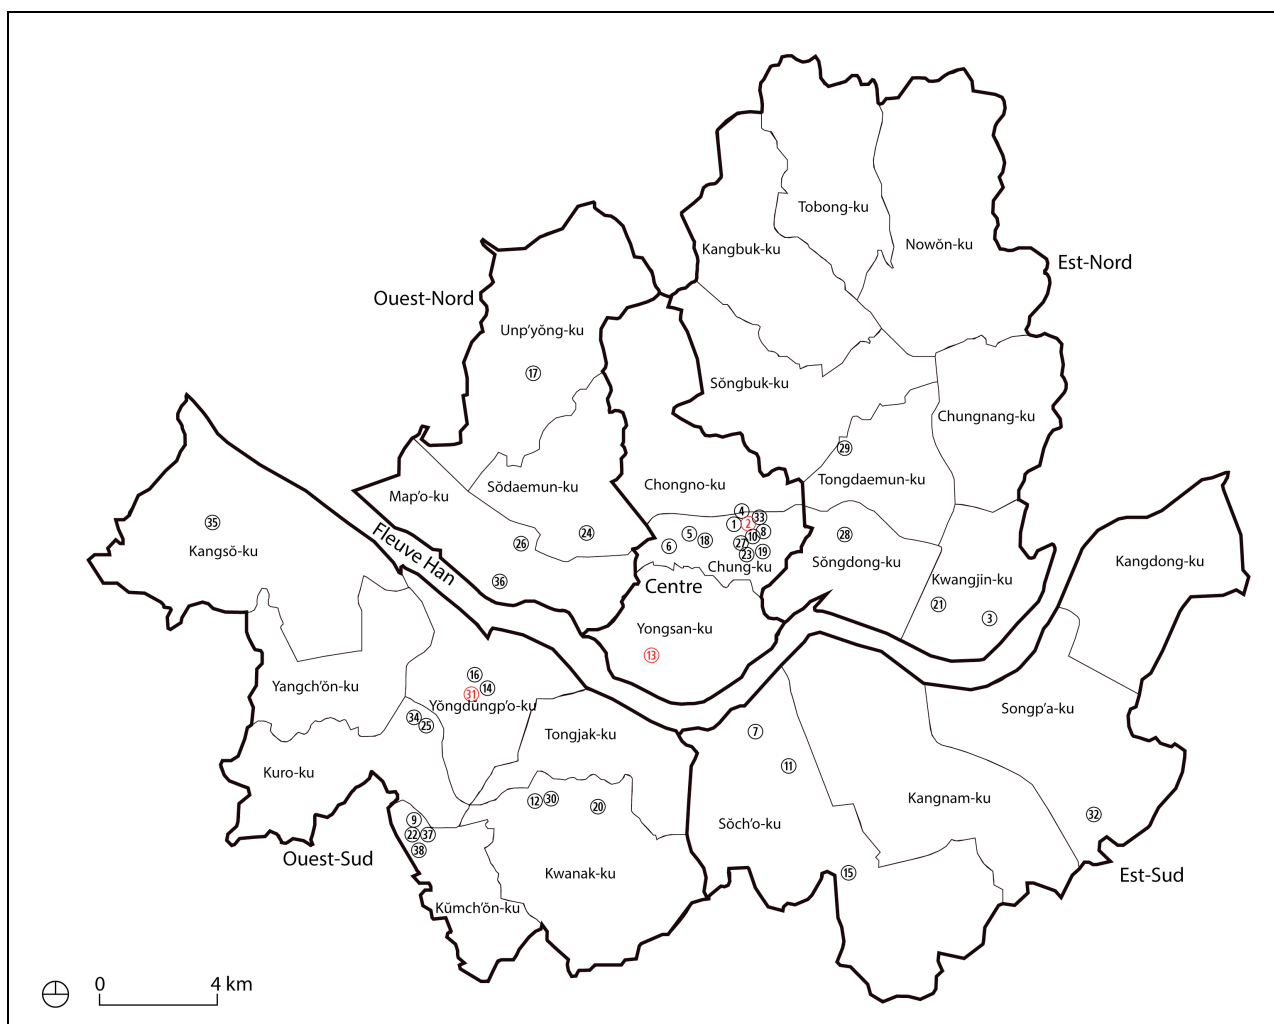 Tobong-ku
Kangbuk-ku
Nowŏn-ku
Est-Nord
Ouest-Nord
Unp'yŏng-ku
17
Sŏngbuk-ku
Chungnang-ku
29
Tongdaemun-ku
Sŏdaemun-ku
Chongno-ku
Map'o-ku
4
33
1
2
8
35
5
10
24
18
27
6
26
23
19
28
Kangsŏ-ku
Fleuve Han
Chung-ku
Sŏngdong-ku
Kangdong-ku
36
Centre
Kwangjin-ku
21
3
Yongsan-ku
13
16
14
31
Yangch'ŏn-ku
Yŏngdŭngp'o-ku
Songp'a-ku
34
25
Tongjak-ku
7
Kuro-ku
11
12
30
20
Kangnam-ku
9
32
22
37
Sŏch'o-ku
38
Ouest-Sud
Kwanak-ku
15
Est-Sud
Kŭmch'ŏn-ku
0
4 km